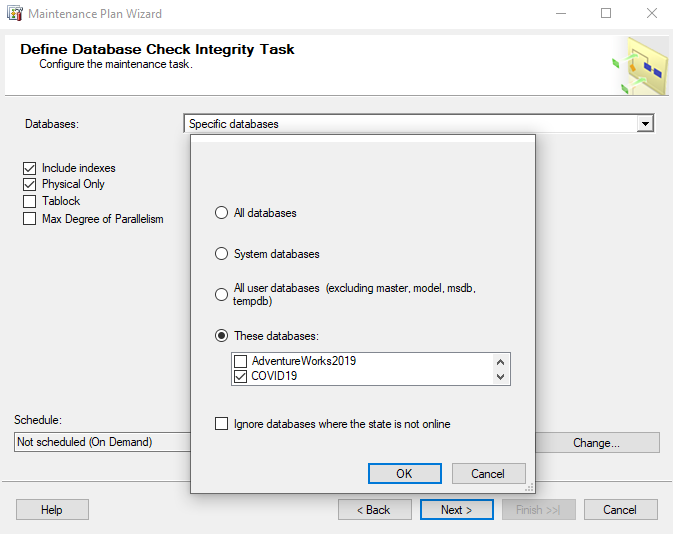 Maintenance Plan Wizard
Define Database Check Integrity Task
Configure the maintenance task.
Databases:
Specific databases
Include indexes
Physical Only
Tablock
Max Degree of Parallelism
All databases
System databases
All user databases (excluding master, model, msdb,
tempdb)
These databases:
AdventureWorks2019
COVID19
Ignore databases where the state is not online
OK
Cancel
Schedule:
Not scheduled (On Demand)
Change...
Help
< Back
Next >
Finish >>|
Cancel